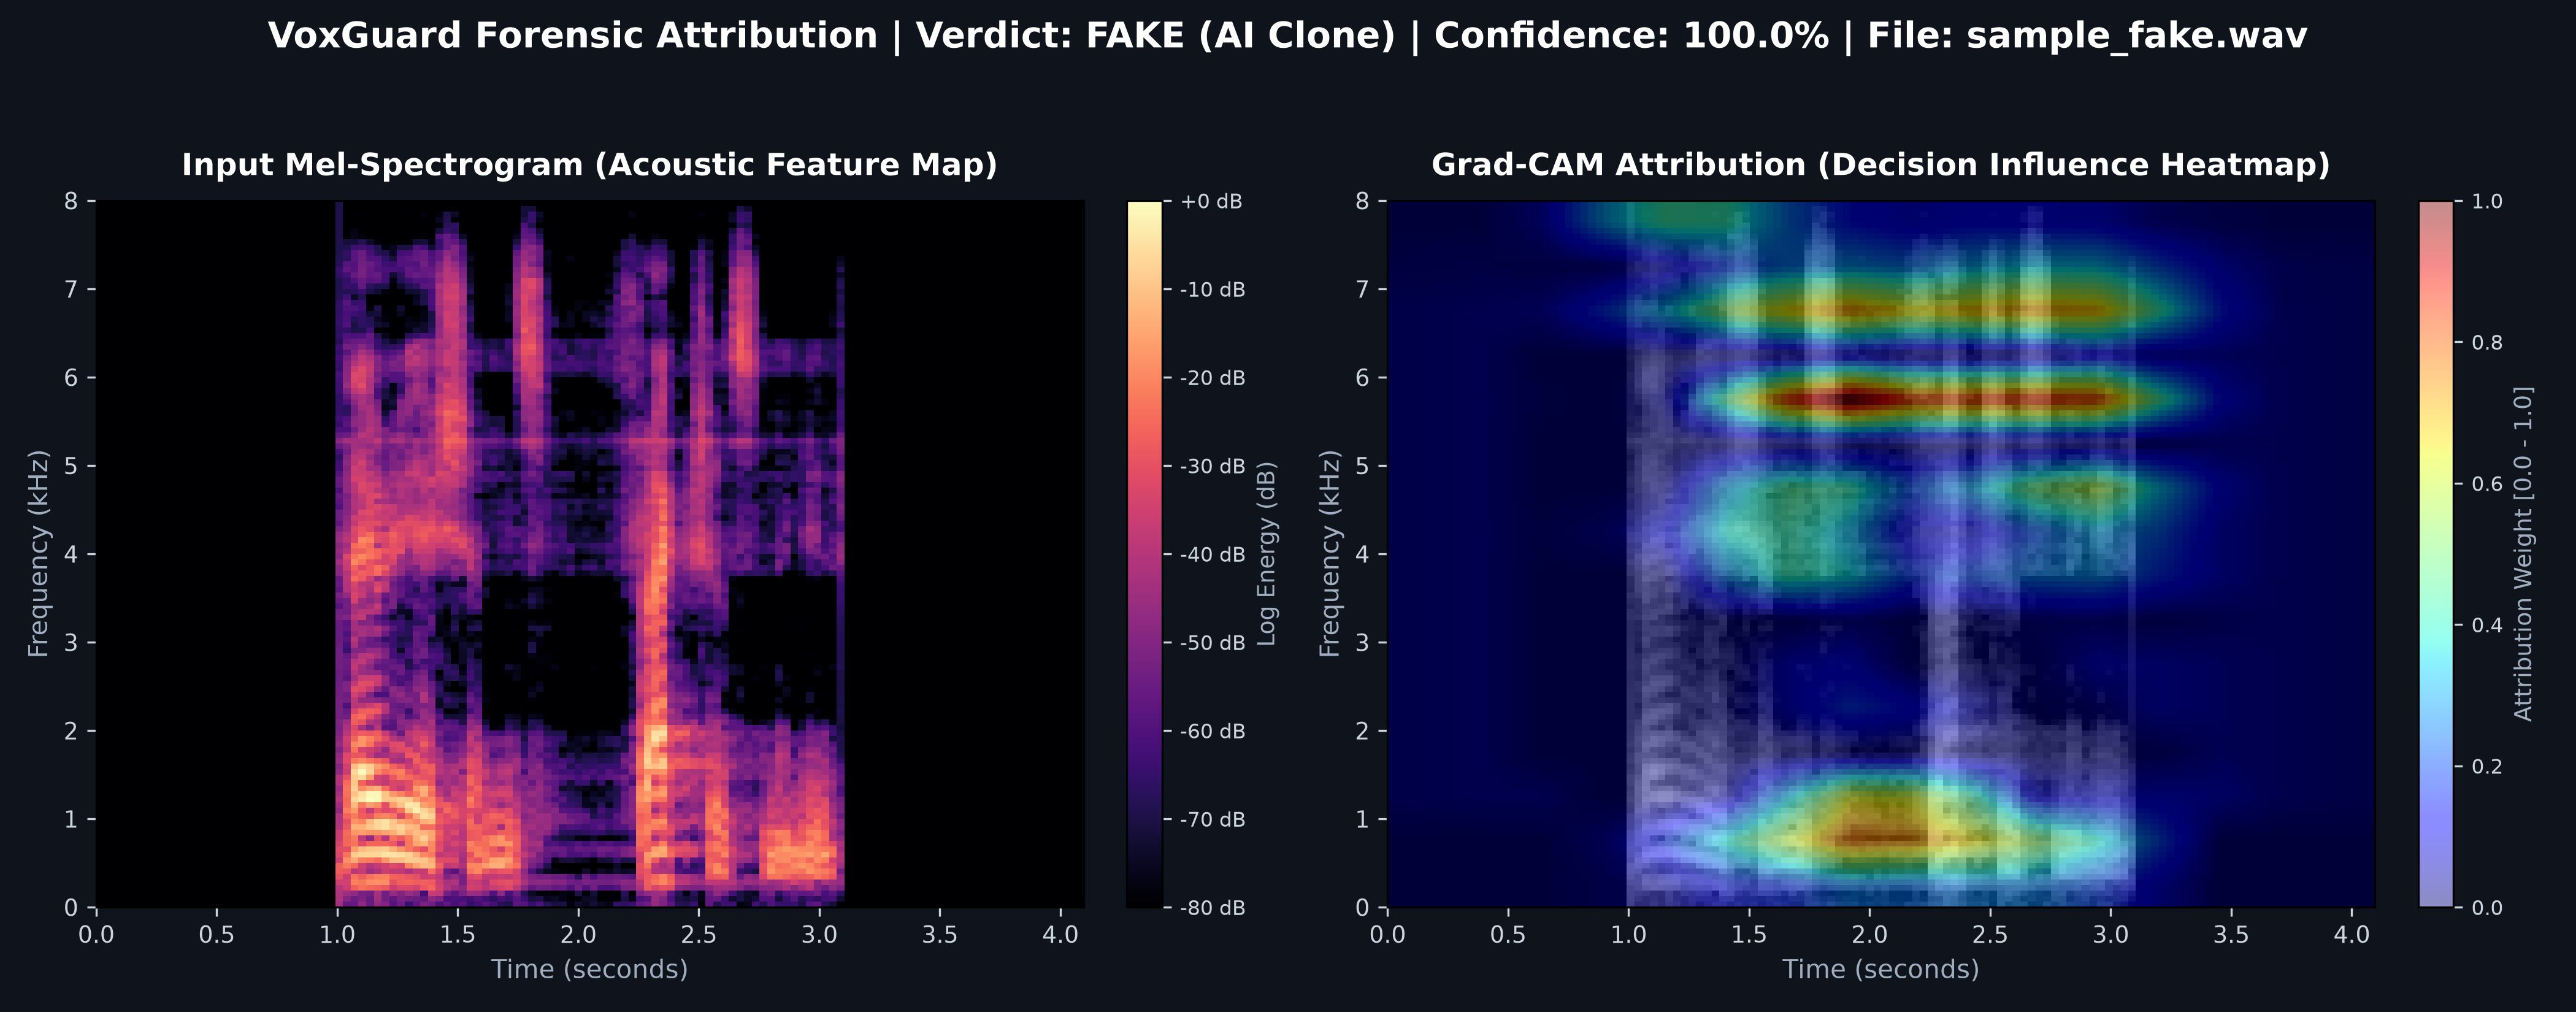 VoxGuard Forensic Attribution | Verdict: FAKE (AI Clone) | Confidence: 100.0% | File: sample_fake.wav
Input Mel-Spectrogram (Acoustic Feature Map)
8
7
6
5
4
3
2
1
0
Frequency (kHz)
0.0 0.5 1.0 1.5 2.0 2.5 3.0 3.5 4.0
Time (seconds)
+0 dB
-10 dB
-20 dB
-30 dB
-40 dB
-50 dB
-60 dB
-70 dB
-80 dB
Log Energy (dB)
Grad-CAM Attribution (Decision Influence Heatmap)
8
7
6
5
4
3
2
1
0
Frequency (kHz)
0.0 0.5 1.0 1.5 2.0 2.5 3.0 3.5 4.0
Time (seconds)
1.0
0.8
0.6
0.4
0.2
0.0
Attribution Weight [0.0 - 1.0]